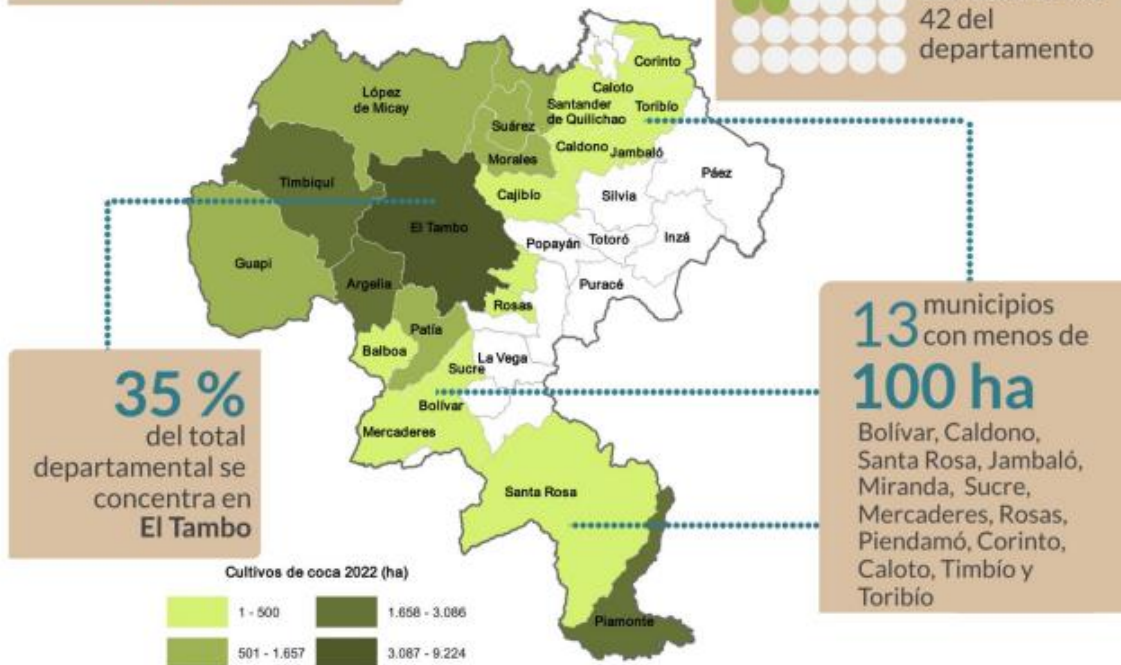 42 del
departamento
Corinto
Caloto
López
de Micay
Santander
de Quilichao
Toribío
Suárez
Caldono
Jambaló
Morales
Páez
Timbiquí
Cajibío
Silvia
El Tambo
Popayán
Totoró
Inzá
Guapi
Argelia
Puracé
Rosas
Patía
Balboa
La Vega
Sucre
Bolívar
Mercaderes
Santa Rosa
Piamonte
35 %
del total
departamental se
concentra en
El Tambo
13 municipios
con menos de
100 ha
Bolívar, Caldono,
Santa Rosa, Jambaló,
Miranda, Sucre,
Mercaderes, Rosas,
Piendamó, Corinto,
Caloto, Timbío y
Toribío
Cultivos de coca 2022 (ha)
1 - 500
1.658 - 3.086
501 - 1.657
3.087 - 9.224